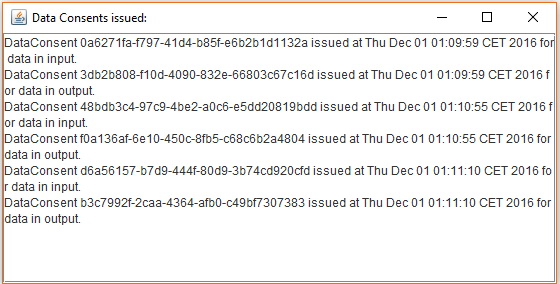 Data Consents issued:
DataConsent 0a6271fa-f797-41d4-b85f-e6b2b1d1132a issued at Thu Dec 01 01:09:59 CET 2016 for
data in input.
DataConsent 3db2b808-f10d-4090-832e-66803c67c16d issued at Thu Dec 01 01:09:59 CET 2016 f
or data in output.
DataConsent 48bdb3c4-97c9-4be2-a0c6-e5dd20819bdd issued at Thu Dec 01 01:10:55 CET 2016 f
or data in input.
DataConsent f0a136af-6e10-450c-8fb5-c68c6b2a4804 issued at Thu Dec 01 01:10:55 CET 2016 for
data in output.
DataConsent d6a56157-b7d9-444f-80d9-3b74cd920cfd issued at Thu Dec 01 01:11:10 CET 2016 fo
r data in input.
DataConsent b3c7992f-2caa-4364-afb0-c49bf7307383 issued at Thu Dec 01 01:11:10 CET 2016 for
data in output.